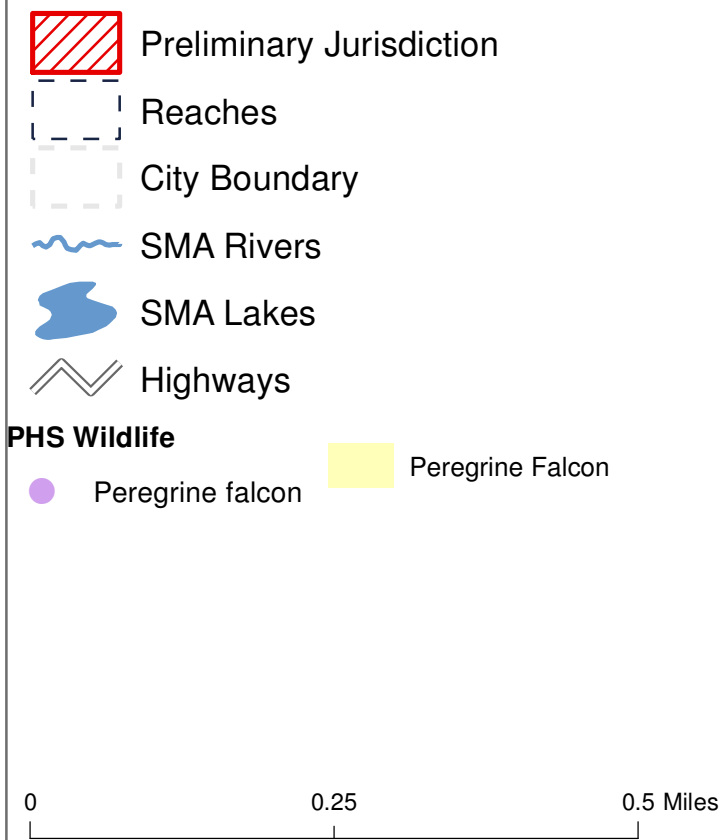 Preliminary Jurisdiction
Reaches
City Boundary
SMA Rivers
SMA Lakes
Highways
PHS Wildlife
Peregrine falcon
Peregrine Falcon
0 0.25 0.5 Miles